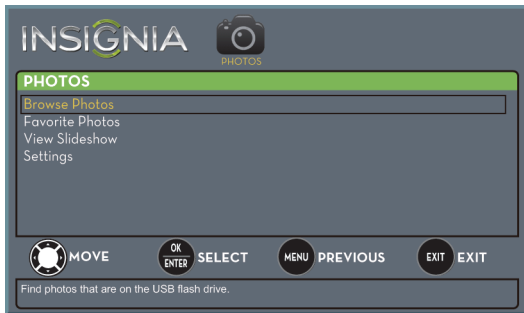 INSIGNIA
PHOTOS
PHOTOS
Browse Photos
Favorite Photos
View Slideshow
Settings
MOVE OK ENTER SELECT MENU PREVIOUS EXIT EXIT
Find photos that are on the USB flash drive.